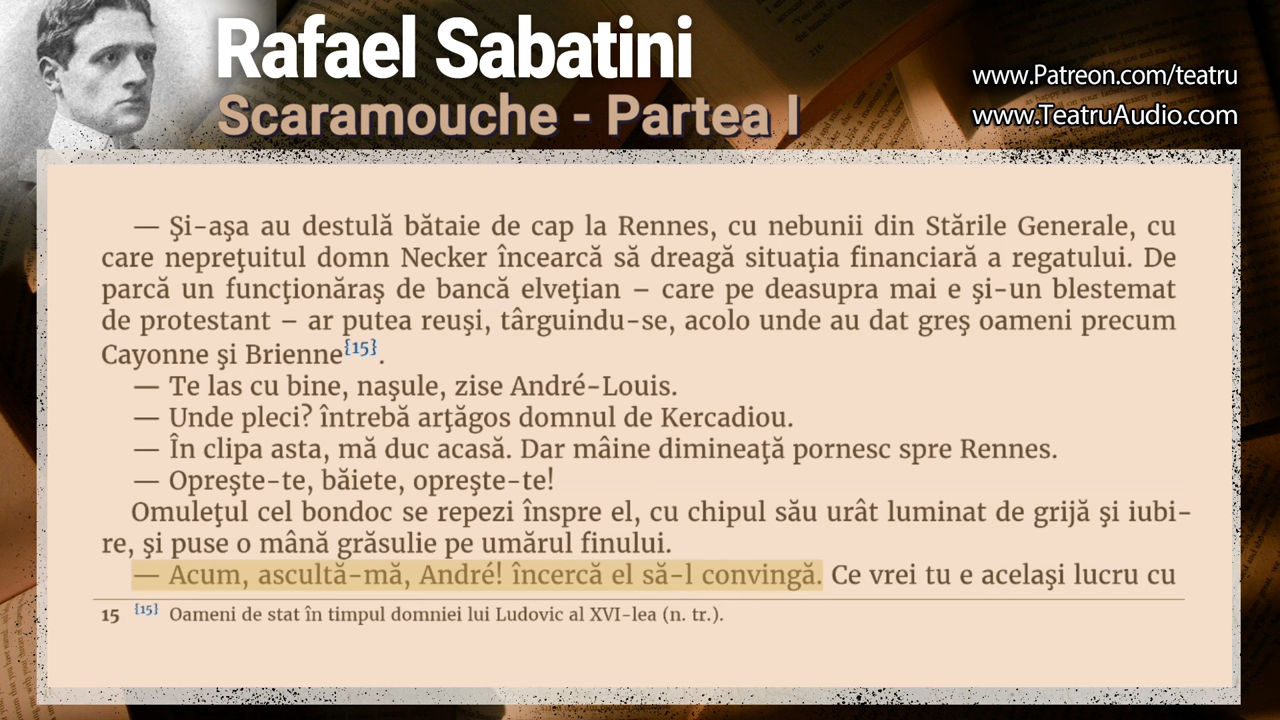 Rafael Sabatini
Scaramouche - Partea I
www.Patreon.com/teatru
www.TeatruAudio.com
— Şi-aşa au destulă bătaie de cap la Rennes, cu nebunii din Stările Generale, cu
care nepreţuitul domn Necker încearcă să dreagă situaţia financiară a regatului. De
parcă un funcţionăraş de bancă elveţian – care pe deasupra mai e şi-un blestemat
de protestant – ar putea reuşi, târguindu-se, acolo unde au dat greş oameni precum
Cayonne şi Brienne{15}.
— Te las cu bine, naşule, zise André-Louis.
— Unde pleci? întrebă arţăgos domnul de Kercadiou.
— În clipa asta, mă duc acasă. Dar mâine dimineaţă pornesc spre Rennes.
— Opreşte-te, băiete, opreşte-te!
Omuleţul cel bondoc se repezi înspre el, cu chipul său urât luminat de grijă şi iubi-
re, şi puse o mână grăsulie pe umărul finului.
— Acum, ascultă-mă, André! încercă el să-l convingă. Ce vrei tu e acelaşi lucru cu
15 {15} Oameni de stat în timpul domniei lui Ludovic al XVI-lea (n. tr.).